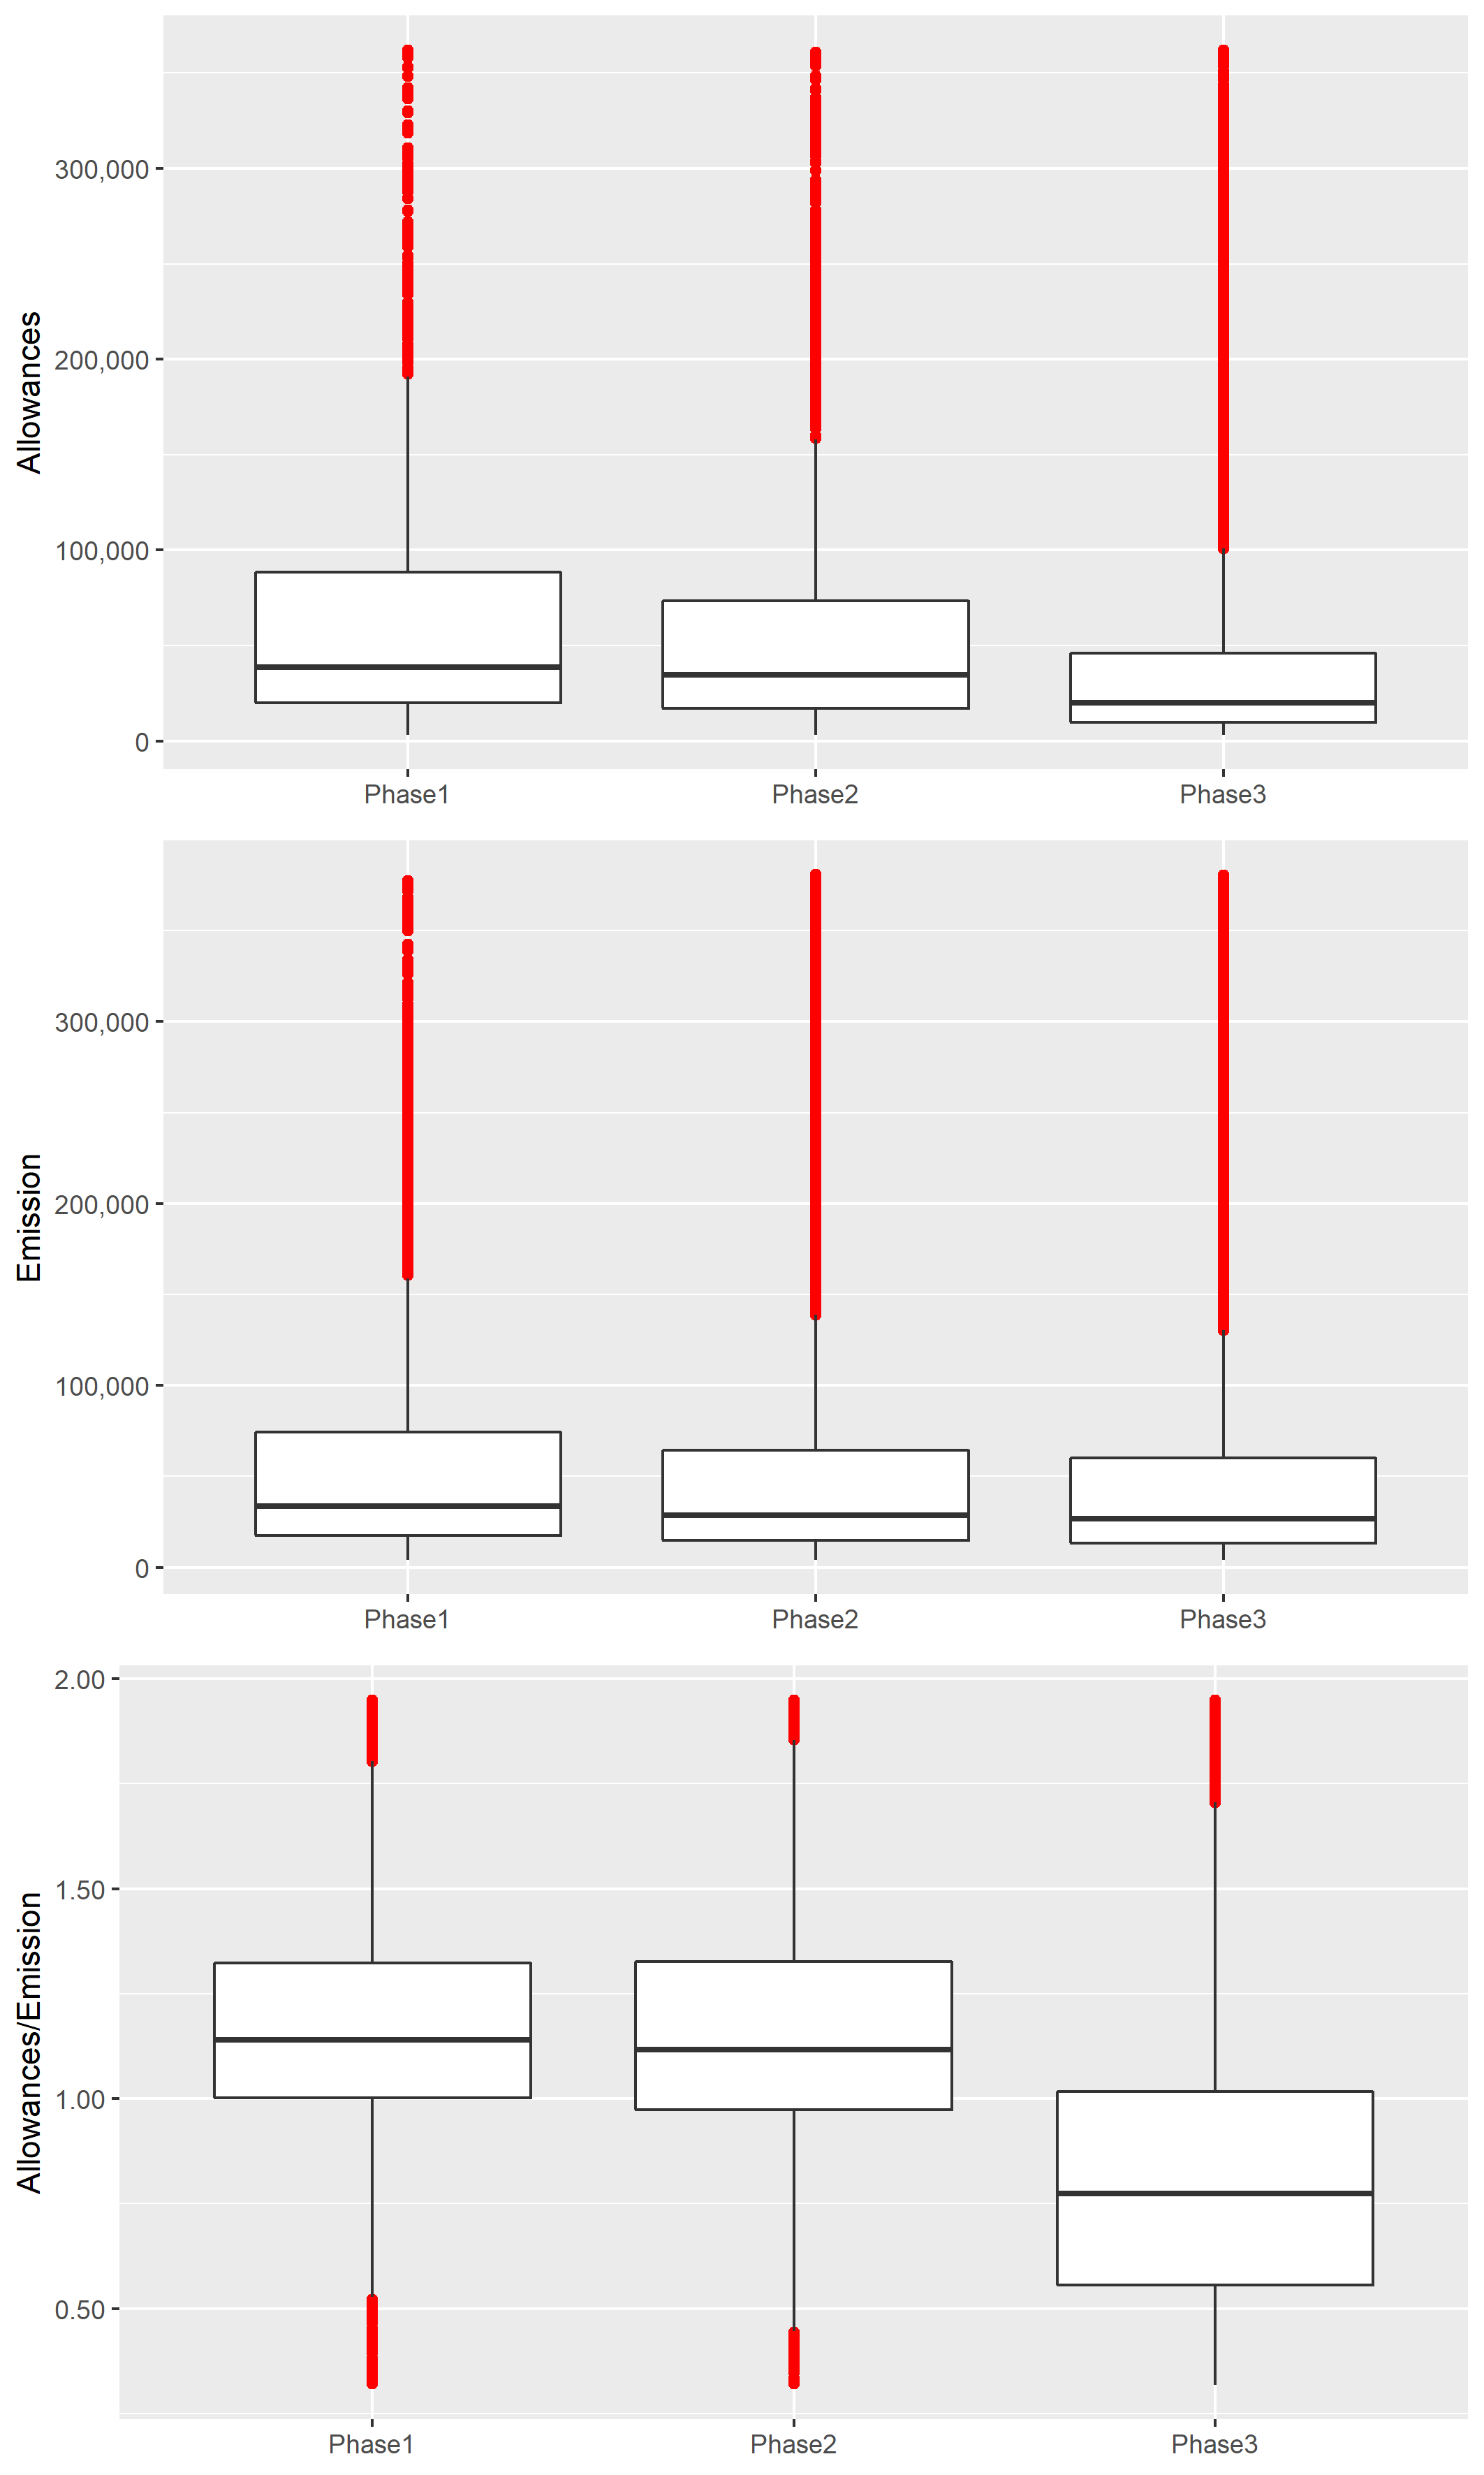 Allowances
300,000
200,000
100,000
0
Phase1 Phase2 Phase3
Emission
300,000
200,000
100,000
0
Phase1 Phase2 Phase3
Allowances/Emission
2.00
1.50
1.00
0.50
Phase1 Phase2 Phase3